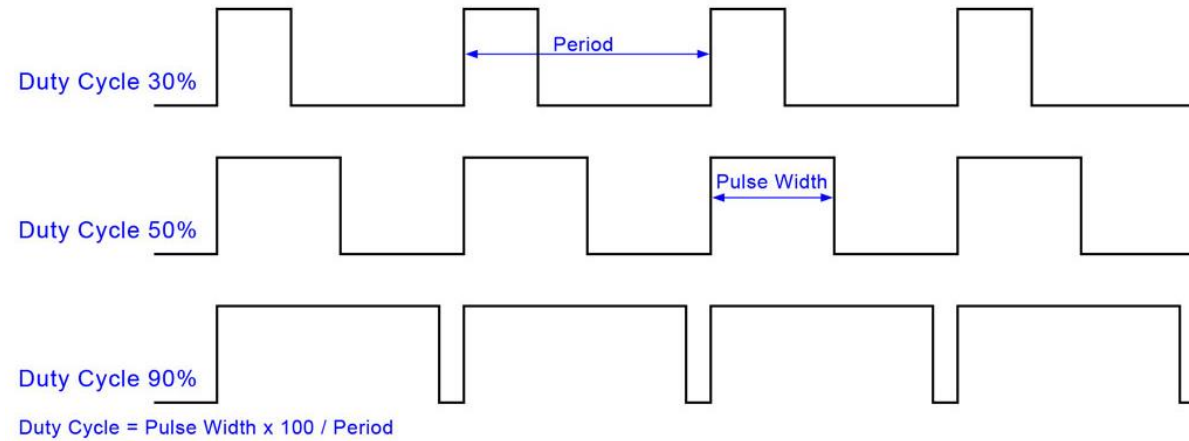 Period
Duty Cycle 30%
Pulse Width
Duty Cycle 50%
Duty Cycle 90%
Duty Cycle = Pulse Width x 100 / Period